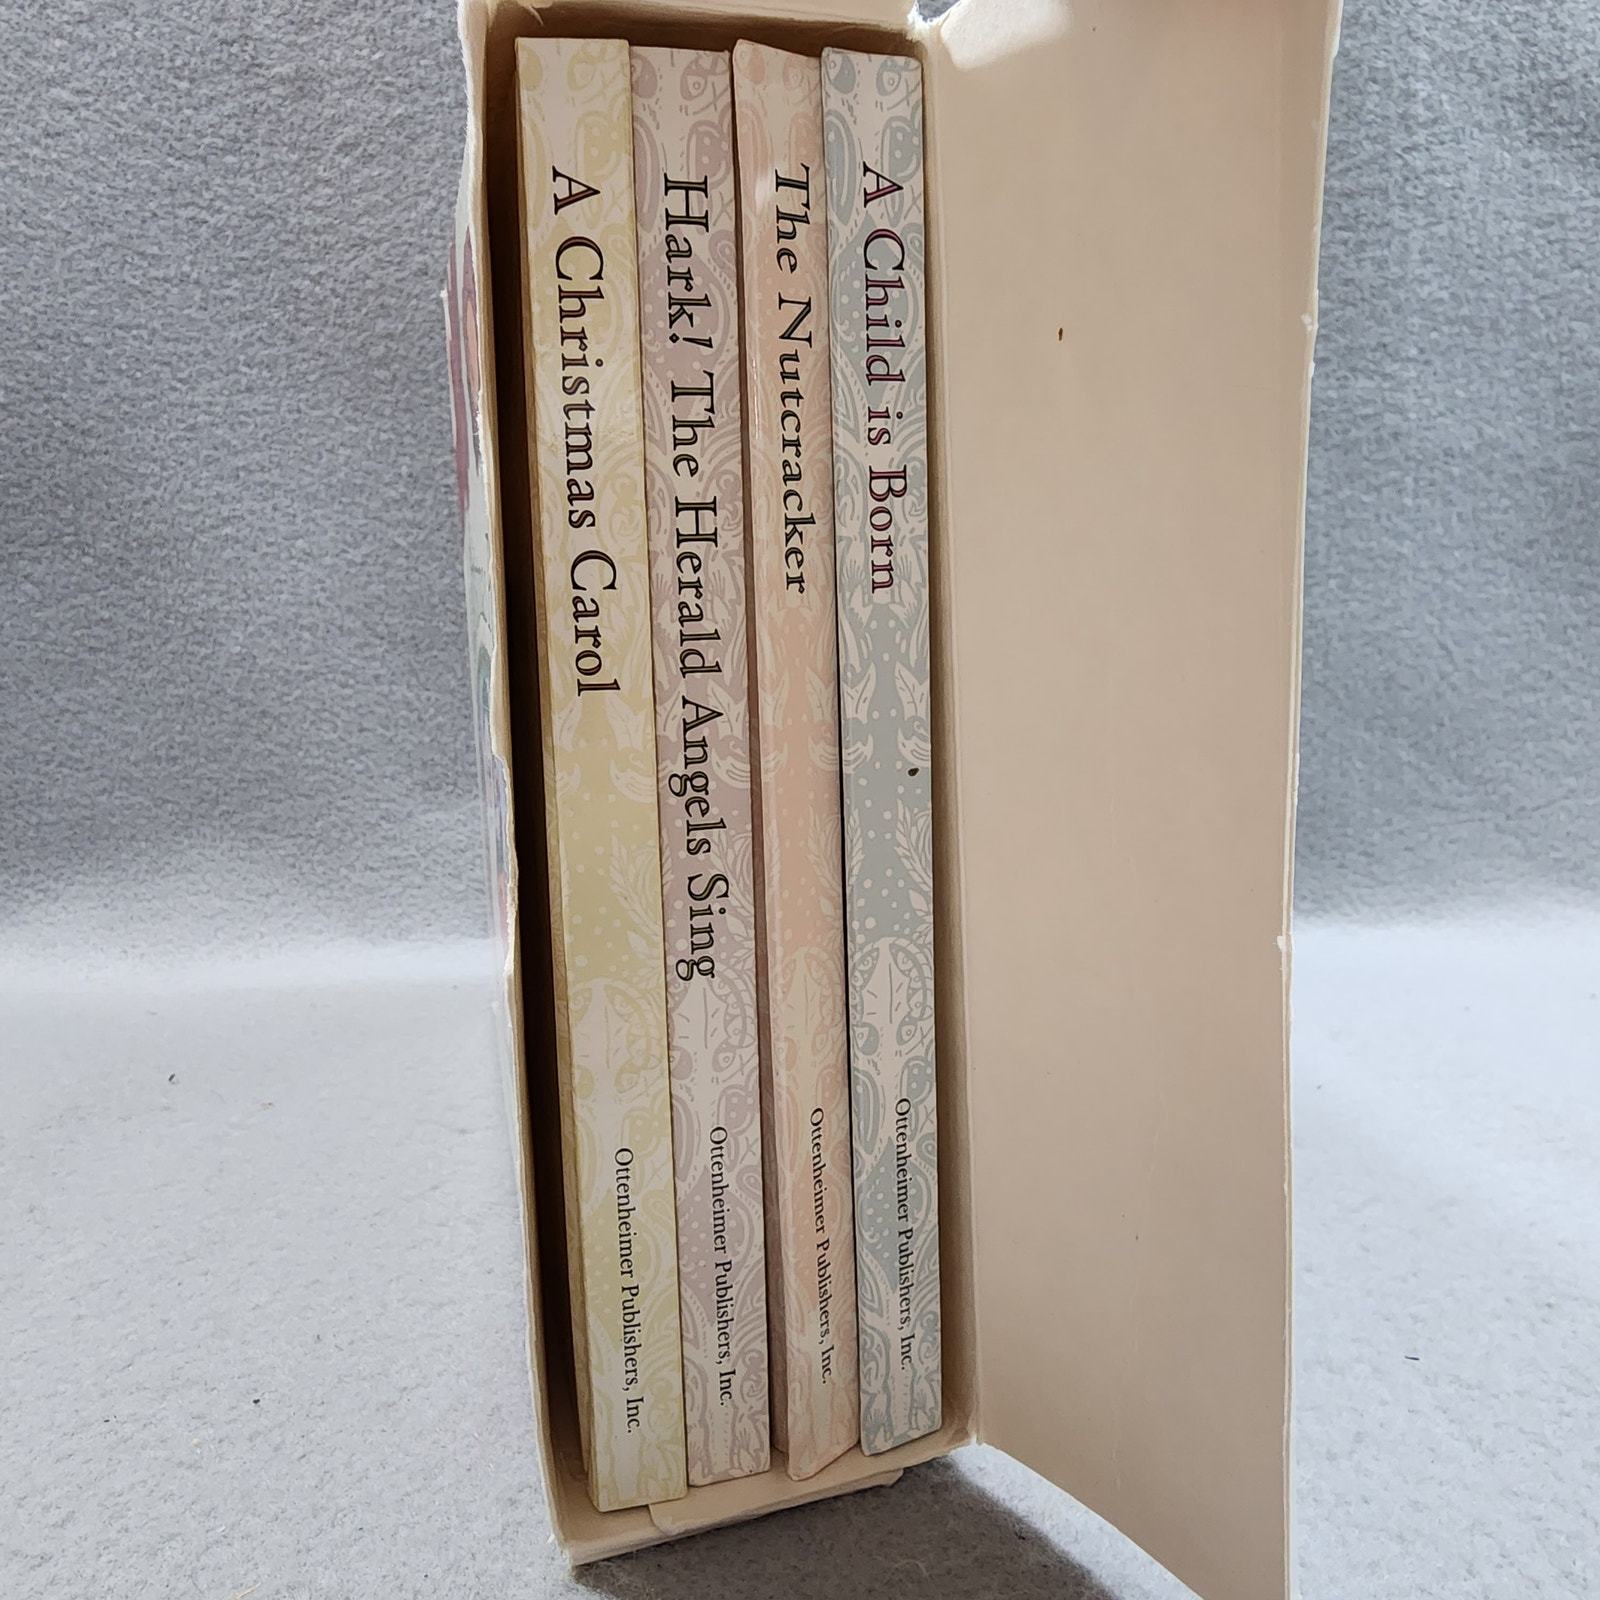 A Christmas Carol
Ottenheimer Publishers, Inc.
Hark! The Herald Angels Sing
Ottenheimer Publishers, Inc.
The Nutcracker
Ottenheimer Publishers, Inc.
A Child is Born
Ottenheimer Publishers, Inc.